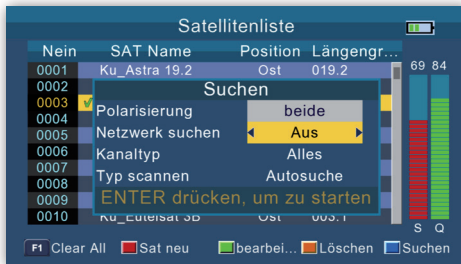 Satellitenliste
Nein SAT Name Position Längengr...
69 84
0001 Ku_Astra 19.2 Ost 019.2
0002
Suchen
0003
Polarisierung beide
0004
Netzwerk suchen Aus
0005
0006 Kanaltyp Alles
0007
Typ scannen Autosuche
0008
0009 ENTER drücken, um zu starten
0010 Ku_Eutelsat 3B Ost 003.1
S Q
F1 Clear All Sat neu bearbei... Löschen Suchen